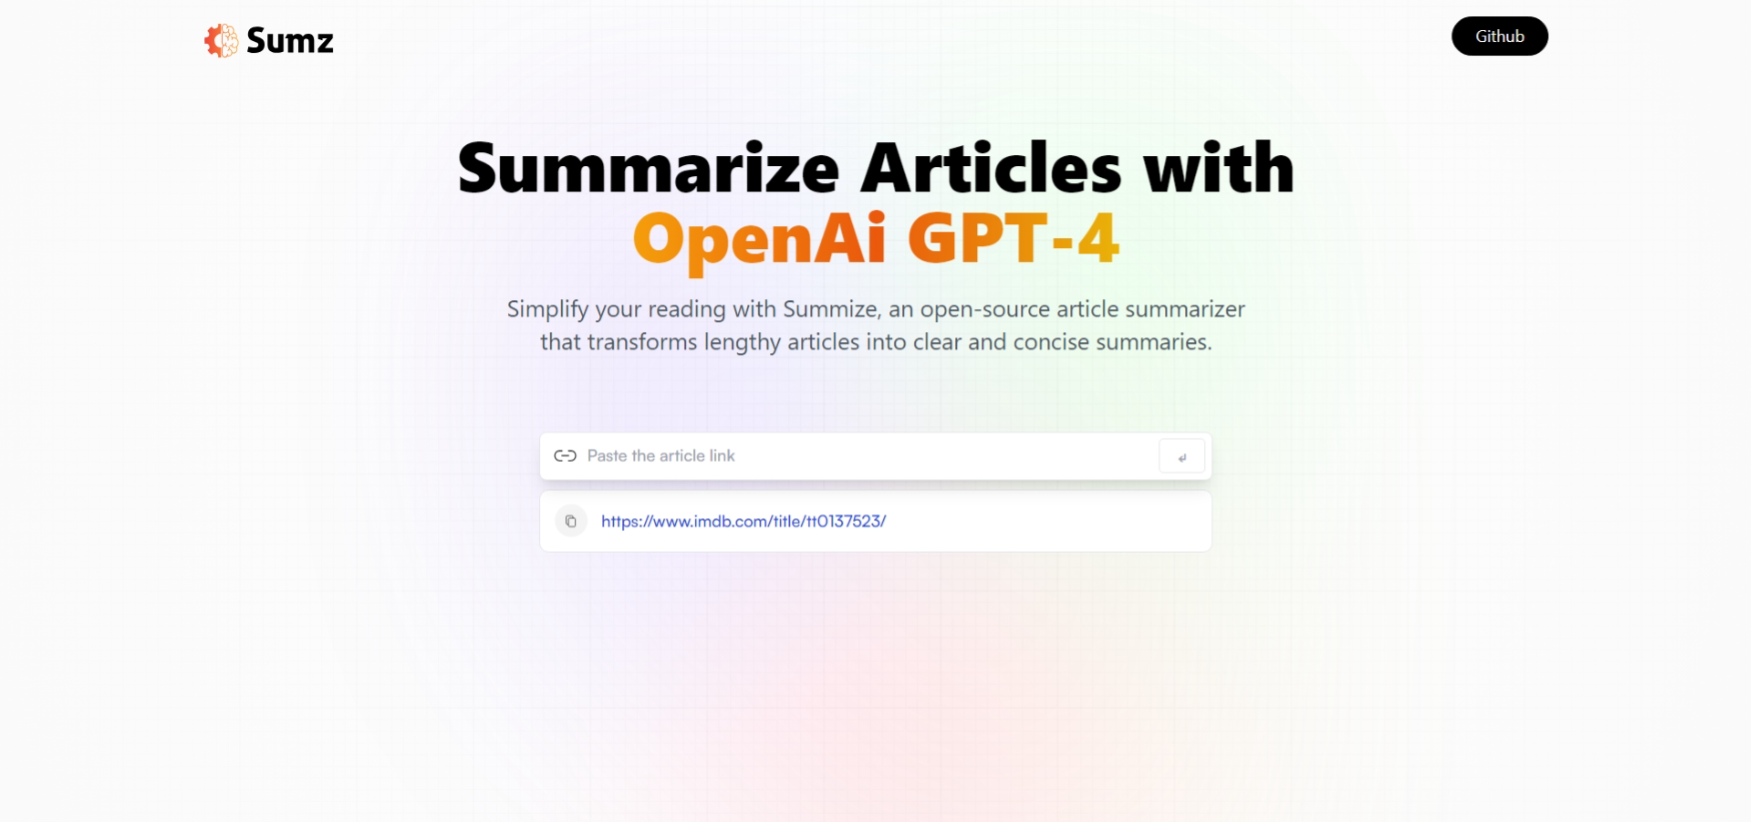 Sumz
Github
Summarize Articles with
OpenAi GPT-4
Simplify your reading with Summize, an open-source article summarizer
that transforms lengthy articles into clear and concise summaries.
Paste the article link
↵
https://www.imdb.com/title/tt0137523/